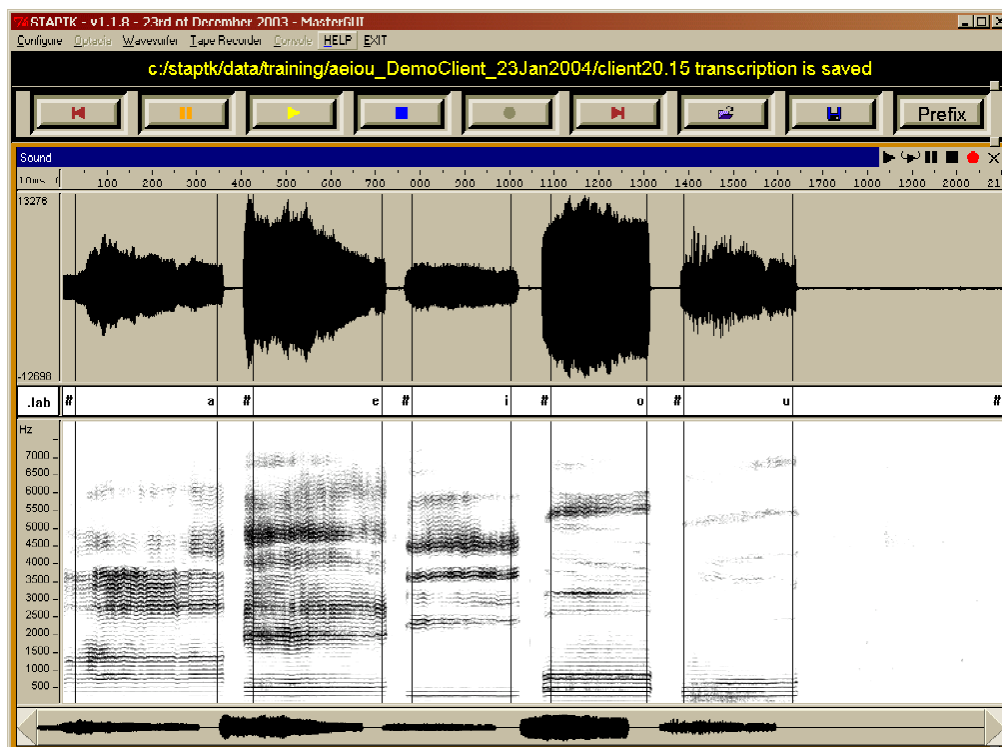 STAPTK - v1.1.8 - 23rd of December 2003 - MasterGUI
Configure Optacia Wavesurfer Tape Recorder Console HELP EXIT
c:/staptk/data/training/aeiou_DemoClient_23Jan2004/client20.15 transcription is saved
Prefix
Sound
10ms 100 200 300 400 500 600 700 800 900 1000 1100 1200 1300 1400 1500 1600 1700 1800 1900 2000
13276
-12698
.lab # a # e # i # o # u #
Hz
7000
6500
6000
5500
5000
4500
4000
3500
3000
2500
2000
1500
1000
500